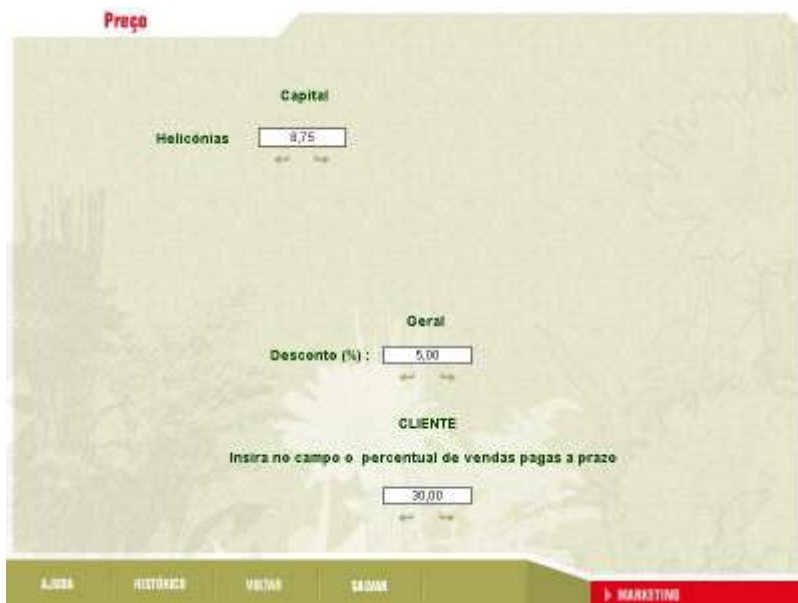 Preço
Capital
Helicônias 8,75
Geral
Desconto (%) : 5,00
CLIENTE
Insira no campo o percentual de vendas pagas a prazo
30,00
AJUDA HISTÓRICO VOLTAR SALVAR
MARKETING